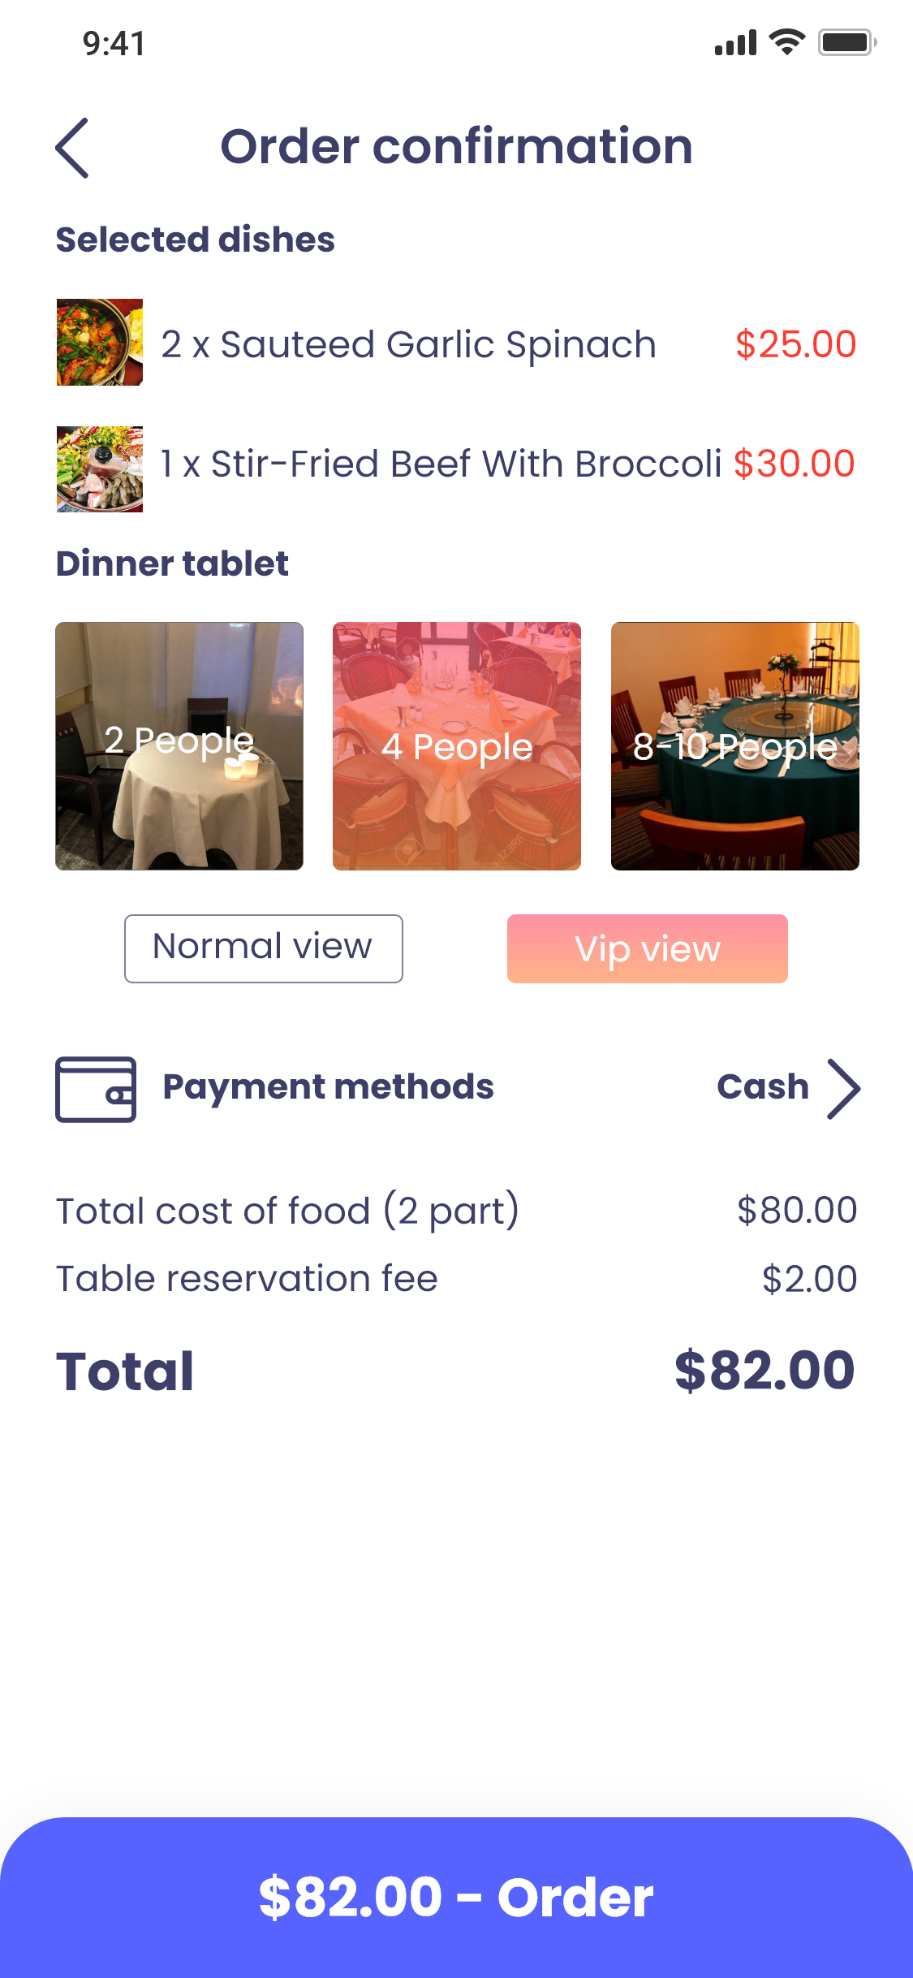 9:41
Order confirmation
Selected dishes
2 x Sauteed Garlic Spinach $25.00
1 x Stir-Fried Beef With Broccoli $30.00
Dinner tablet
2 People 4 People 8-10 People
Normal view Vip view
Payment methods Cash
Total cost of food (2 part) $80.00
Table reservation fee $2.00
Total $82.00
$82.00 - Order